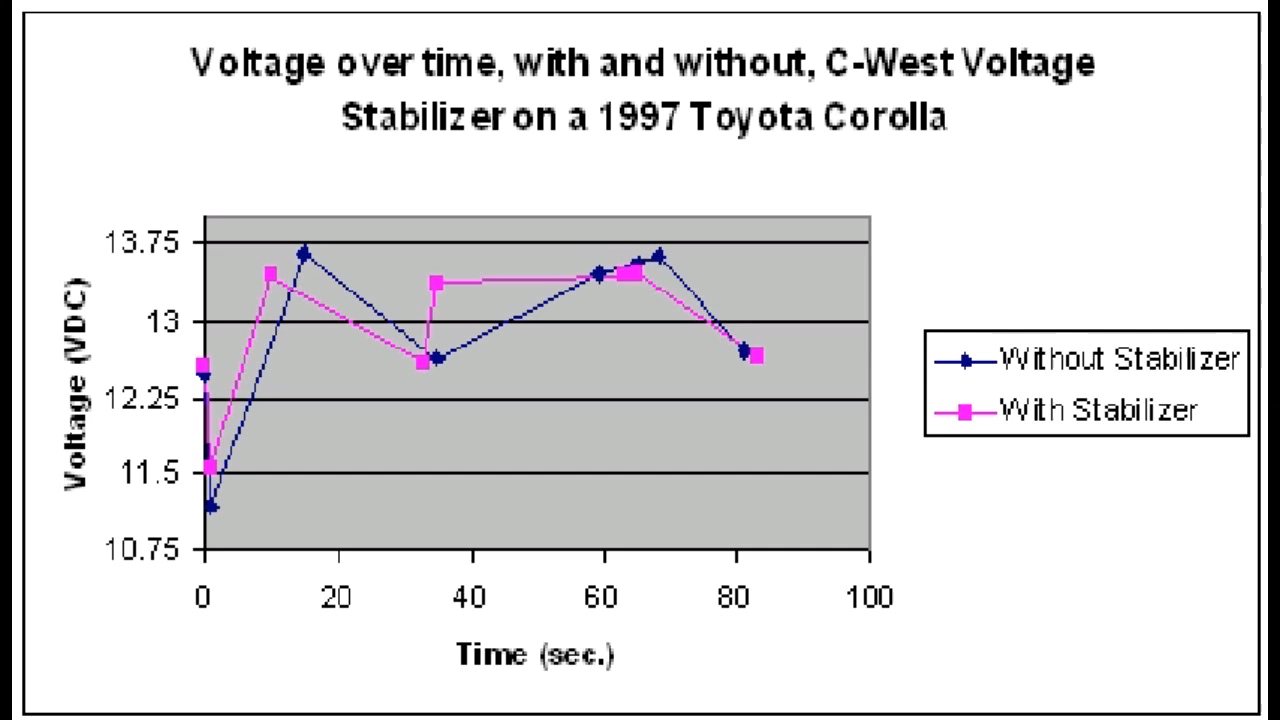 Voltage over time, with and without, C-West Voltage
Stabilizer on a 1997 Toyota Corolla
13.75
13
12.25
11.5
10.75
Voltage (VDC)
0 20 40 60 80 100
Time (sec.)
Without Stabilizer
With Stabilizer